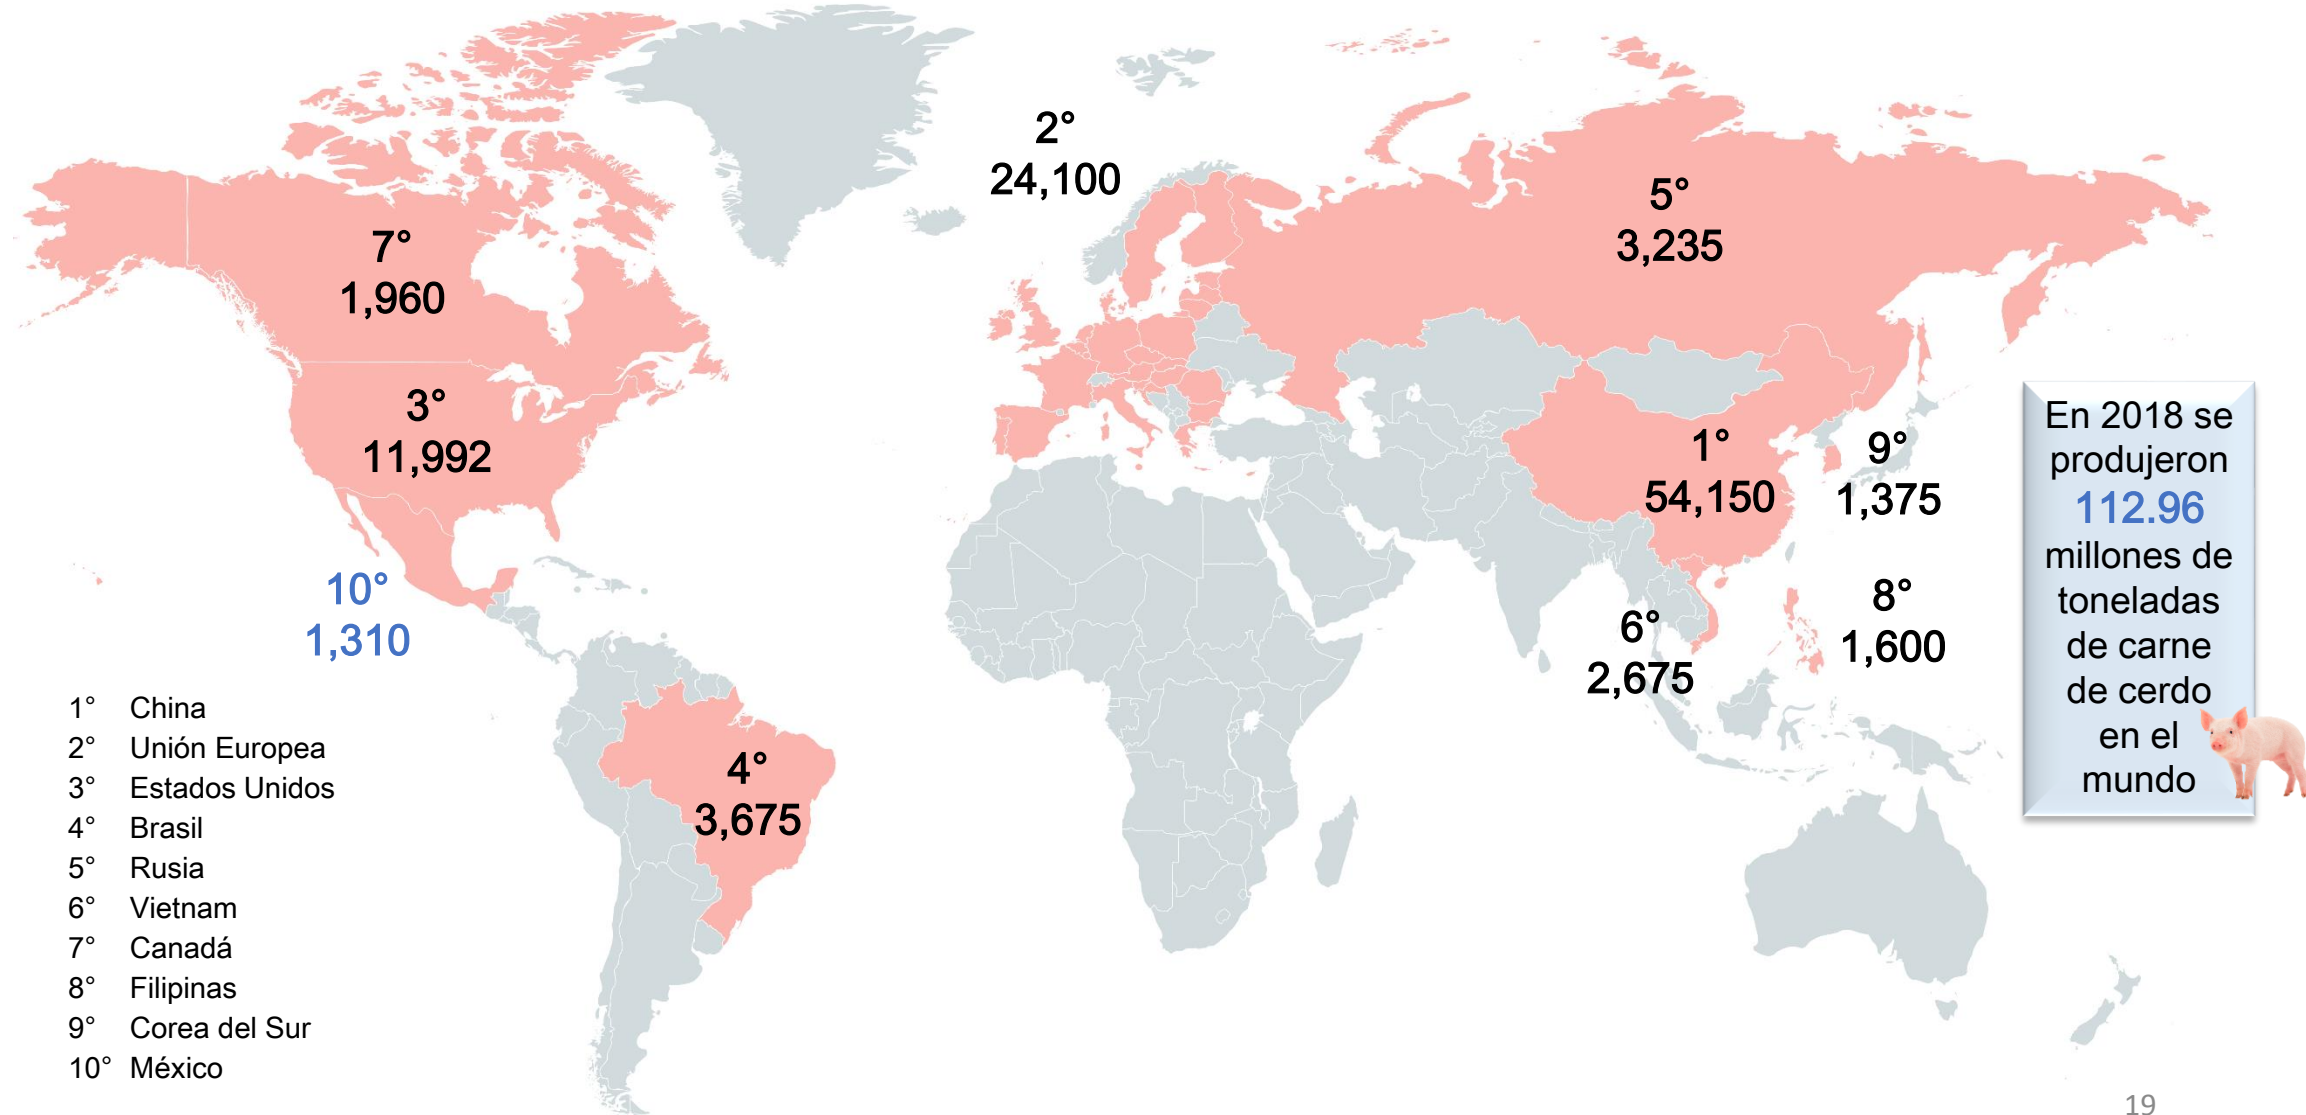 2°
24,100
5°
3,235
7°
1,960
3°
11,992
1°
54,150
9°
1,375
10°
1,310
6°
2,675
8°
1,600
4°
3,675
1° China
2° Unión Europea
3° Estados Unidos
4° Brasil
5° Rusia
6° Vietnam
7° Canadá
8° Filipinas
9° Corea del Sur
10° México
En 2018 se
produjeron
112.96
millones de
toneladas
de carne
de cerdo
en el
mundo
19